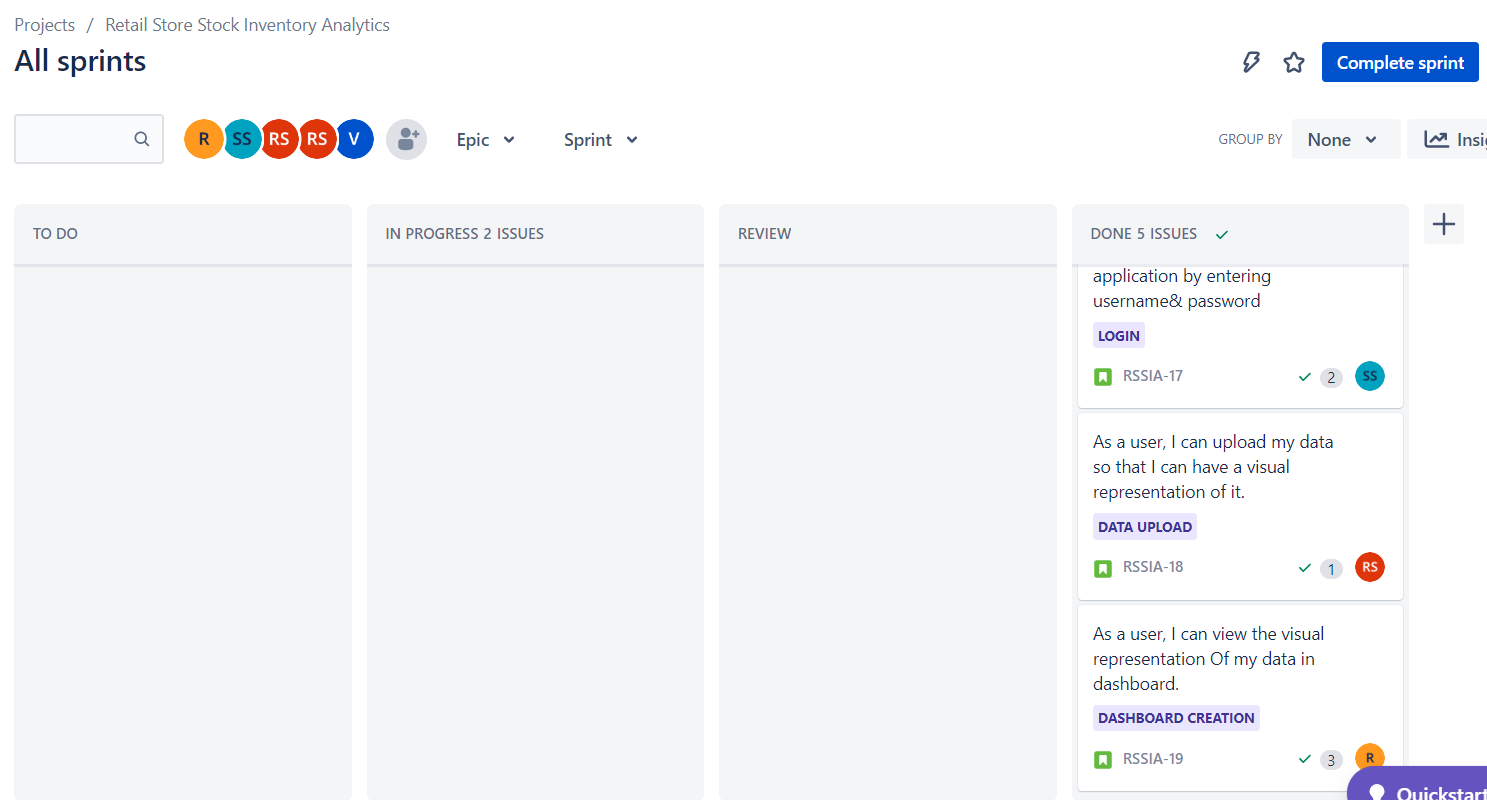 Projects / Retail Store Stock Inventory Analytics
All sprints
Complete sprint
R SS RS RS V
Epic
Sprint
GROUP BY
None
Insig
TO DO
IN PROGRESS 2 ISSUES
REVIEW
DONE 5 ISSUES
application by entering
username& password
LOGIN
RSSIA-17
2
SS
As a user, I can upload my data
so that I can have a visual
representation of it.
DATA UPLOAD
RSSIA-18
1
RS
As a user, I can view the visual
representation Of my data in
dashboard.
DASHBOARD CREATION
RSSIA-19
3
R
Quickstart